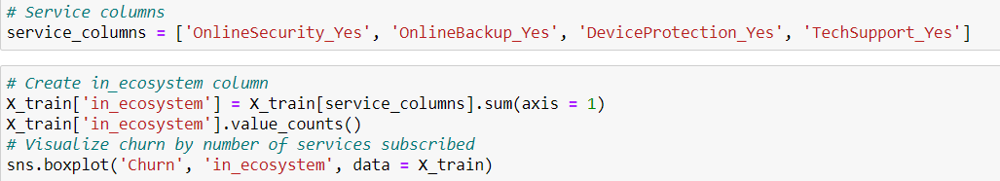 # Service columns
service_columns = ['OnlineSecurity_Yes', 'OnlineBackup_Yes', 'DeviceProtection_Yes', 'TechSupport_Yes']
# Create in_ecosystem column
X_train['in_ecosystem'] = X_train[service_columns].sum(axis = 1)
X_train['in_ecosystem'].value_counts()
# Visualize churn by number of services subscribed
sns.boxplot('Churn', 'in_ecosystem', data = X_train)